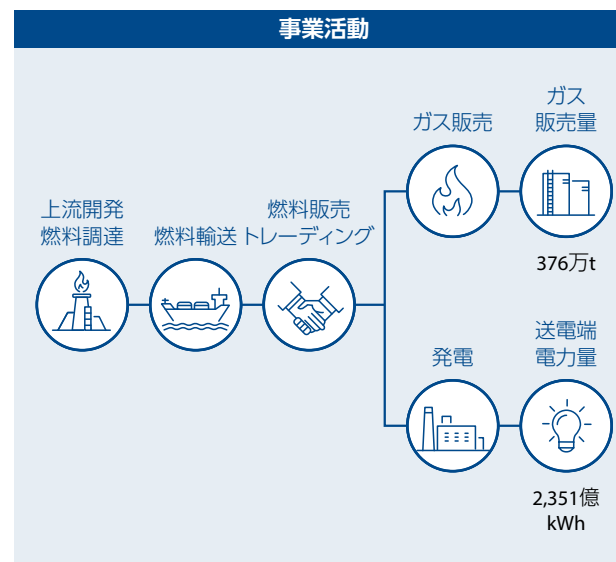 事業活動
上流開発
燃料調達
燃料輸送
燃料販売
トレーディング
ガス販売
ガス
販売量
376万t
発電
送電端
電力量
2,351億
kWh